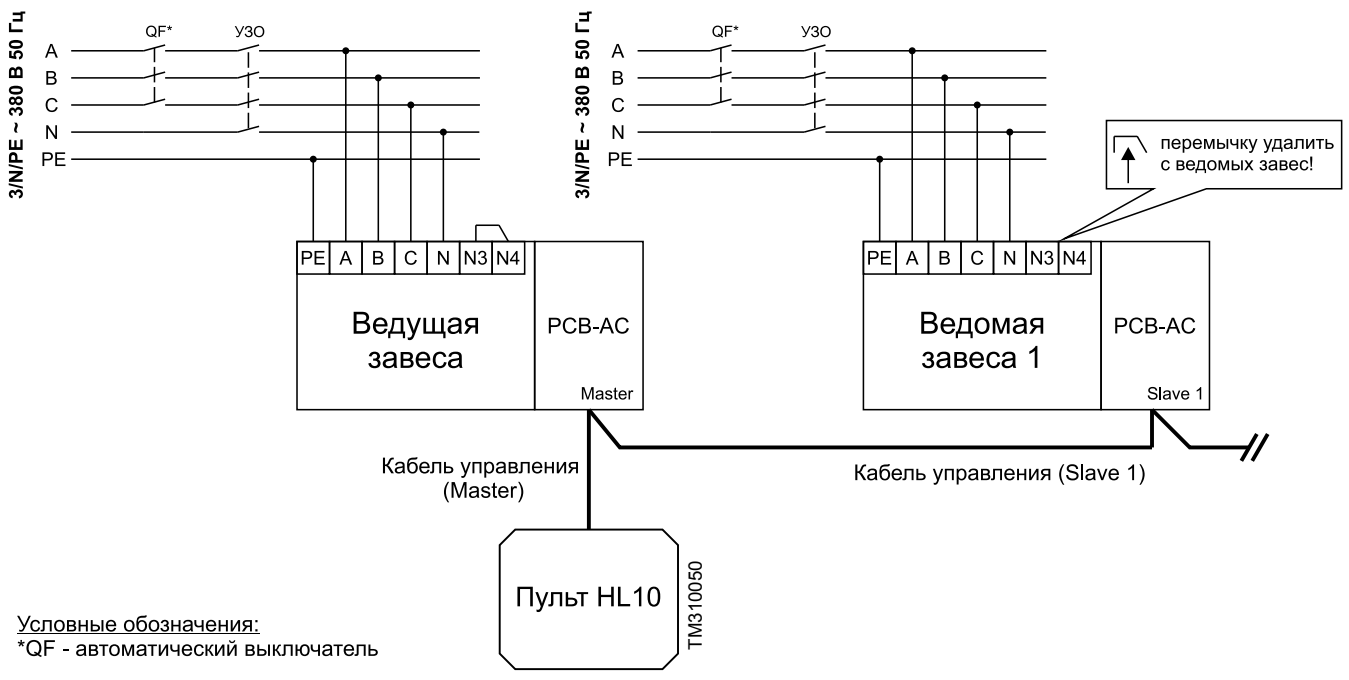 3/N/PE ~ 380 В 50 Гц
QF*
УЗО
A
B
C
N
PE
3/N/PE ~ 380 В 50 Гц
QF*
УЗО
A
B
C
N
PE
перемычку удалить
с ведомых завес!
PE A B C N N3 N4
Ведущая
завеса
PCB-AC
Master
PE A B C N N3 N4
Ведомая
завеса 1
PCB-AC
Slave 1
Кабель управления
(Master)
Кабель управления (Slave 1)
Пульт HL10
TM310050
Условные обозначения:
*QF - автоматический выключатель